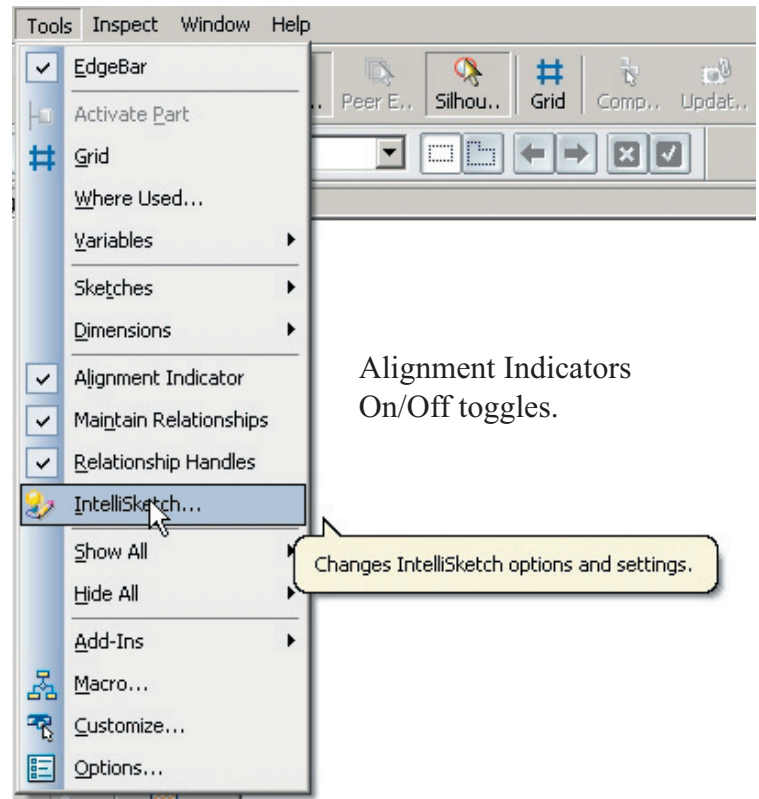 Tools Inspect Window Help
EdgeBar
Peer E.. Silhou.. Grid Comp.. Updat..
Activate Part
Grid
Where Used...
Variables
Sketches
Dimensions
Alignment Indicator
Maintain Relationships
Relationship Handles
IntelliSketch...
Show All
Hide All
Add-Ins
Macro...
Customize...
Options...
Alignment Indicators
On/Off toggles.
Changes IntelliSketch options and settings.